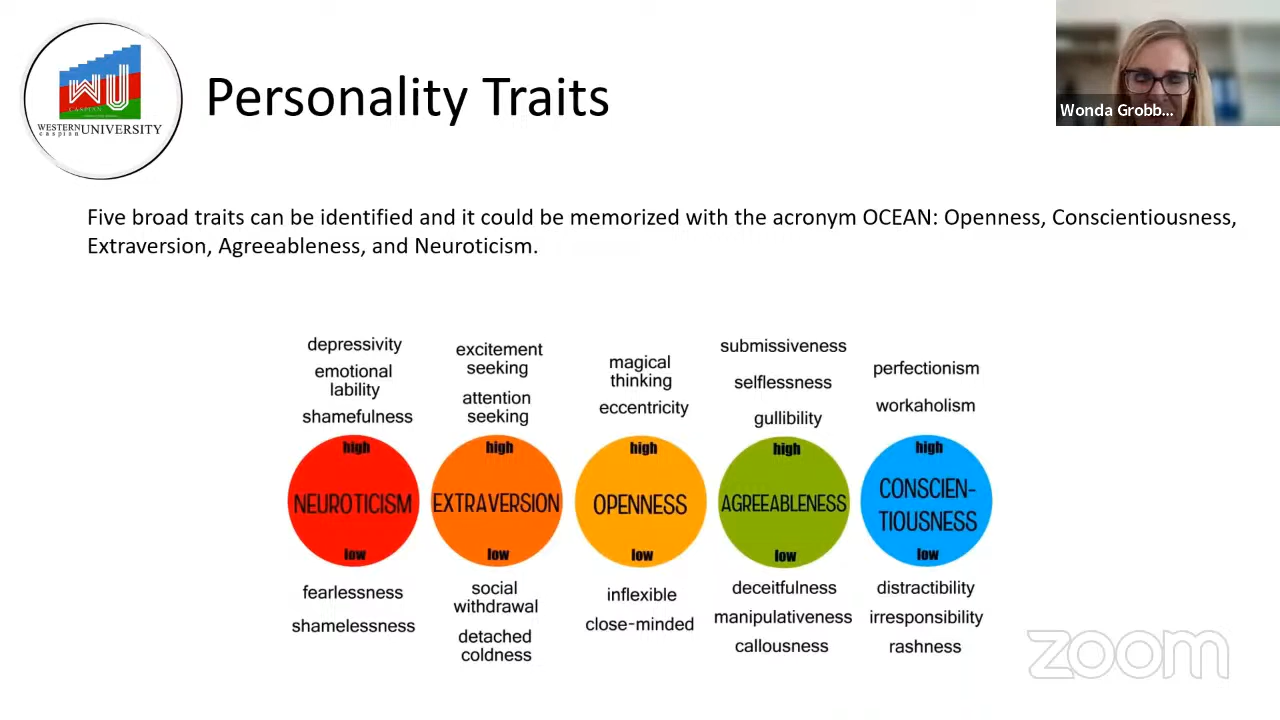 WU
CASPIAN
WESTERN UNIVERSITY
caspian
Personality Traits
Wonda Grobb...
Five broad traits can be identified and it could be memorized with the acronym OCEAN: Openness, Conscientiousness,
Extraversion, Agreeableness, and Neuroticism.
depressivity
emotional
lability
shamefulness
high
NEUROTICISM
low
fearlessness
shamelessness
excitement
seeking
attention
seeking
high
EXTRAVERSION
low
social
withdrawal
detached
coldness
magical
thinking
eccentricity
high
OPENNESS
low
inflexible
close-minded
submissiveness
selflessness
gullibility
high
AGREEABLENESS
low
deceitfulness
manipulativeness
callousness
perfectionism
workaholism
high
CONSCIEN-
TIOUSNESS
low
distractibility
irresponsibility
rashness
zoom